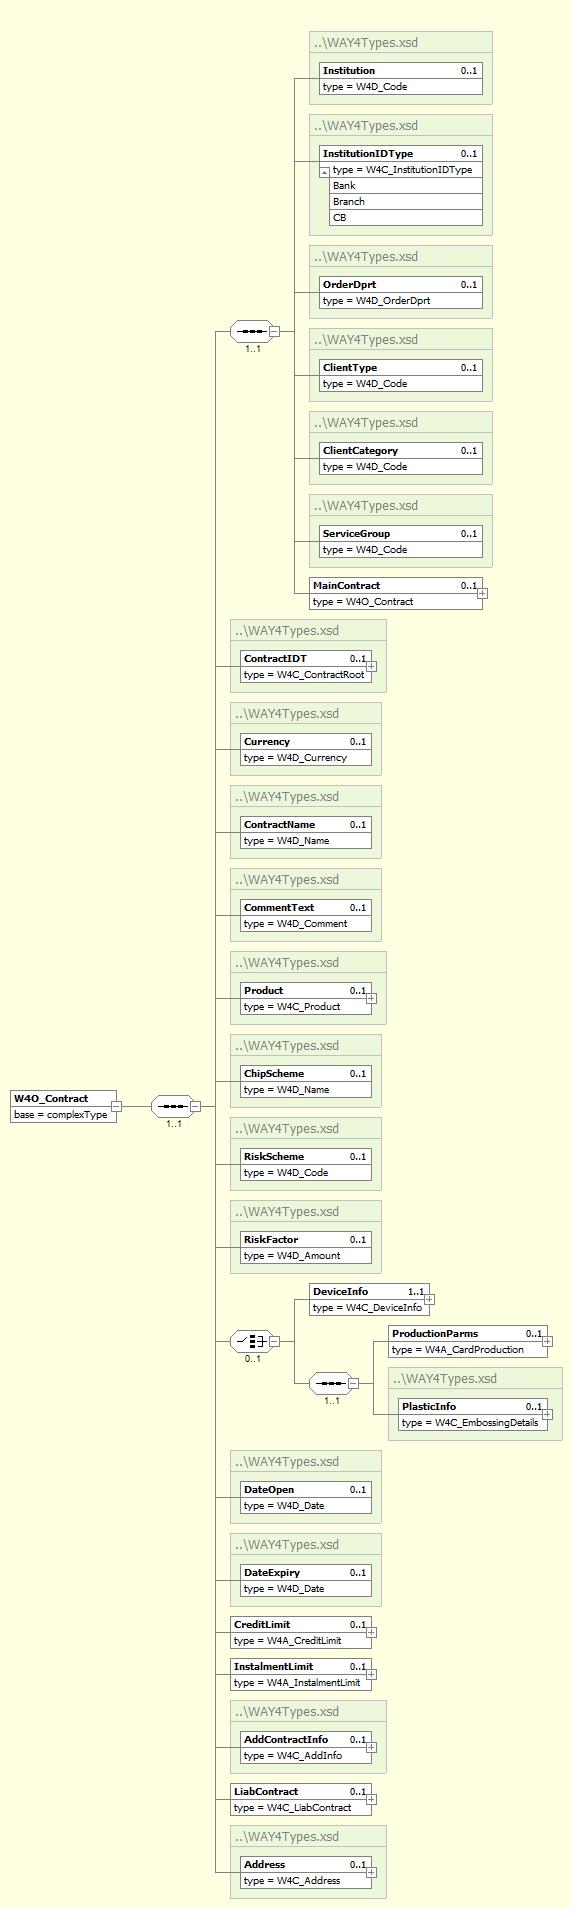 ..\WAY4Types.xsd
Institution 0..1
type = W4D_Code
..\WAY4Types.xsd
InstitutionIDType 0..1
type = W4C_InstitutionIDType
Bank
Branch
CB
..\WAY4Types.xsd
OrderDprt 0..1
type = W4D_OrderDprt
..\WAY4Types.xsd
ClientType 0..1
type = W4D_Code
..\WAY4Types.xsd
ClientCategory 0..1
type = W4D_Code
..\WAY4Types.xsd
ServiceGroup 0..1
type = W4D_Code
1..1
MainContract 0..1
type = W4O_Contract
..\WAY4Types.xsd
ContractIDT 0..1
type = W4C_ContractRoot
..\WAY4Types.xsd
Currency 0..1
type = W4D_Currency
..\WAY4Types.xsd
ContractName 0..1
type = W4D_Name
..\WAY4Types.xsd
CommentText 0..1
type = W4D_Comment
..\WAY4Types.xsd
Product 0..1
type = W4C_Product
..\WAY4Types.xsd
ChipScheme 0..1
type = W4D_Name
W4O_Contract
base = complexType
1..1
..\WAY4Types.xsd
RiskScheme 0..1
type = W4D_Code
..\WAY4Types.xsd
RiskFactor 0..1
type = W4D_Amount
0..1
DeviceInfo 1..1
type = W4C_DeviceInfo
1..1
ProductionParms 0..1
type = W4A_CardProduction
..\WAY4Types.xsd
PlasticInfo 0..1
type = W4C_EmbossingDetails
..\WAY4Types.xsd
DateOpen 0..1
type = W4D_Date
..\WAY4Types.xsd
DateExpiry 0..1
type = W4D_Date
CreditLimit 0..1
type = W4A_CreditLimit
InstalmentLimit 0..1
type = W4A_InstalmentLimit
..\WAY4Types.xsd
AddContractInfo 0..1
type = W4C_AddInfo
LiabContract 0..1
type = W4C_LiabContract
..\WAY4Types.xsd
Address 0..1
type = W4C_Address